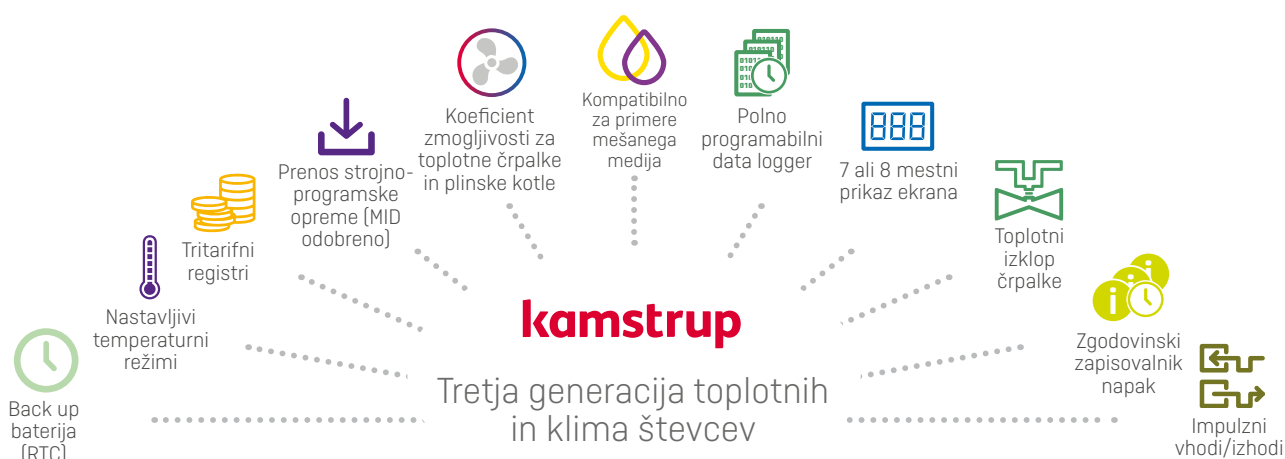 Back up
baterija
(RTC)
Nastavljivi
temperaturni
režimi
Tritarifni
registri
Prenos strojno-
programske
opreme (MID
odobreno)
Koeficient
zmogljivosti za
toplotne črpalke
in plinske kotle
Kompatibilno
za primere
mešanega
medija
010110
Polno
programabilni
data logger
888
7 ali 8 mestni
prikaz ekrana
Toplotni
izklop
črpalke
Zgodovinski
zapisovalnik
napak
Impulzni
vhodi/izhodi
kamstrup
Tretja generacija toplotnih
in klima števcev